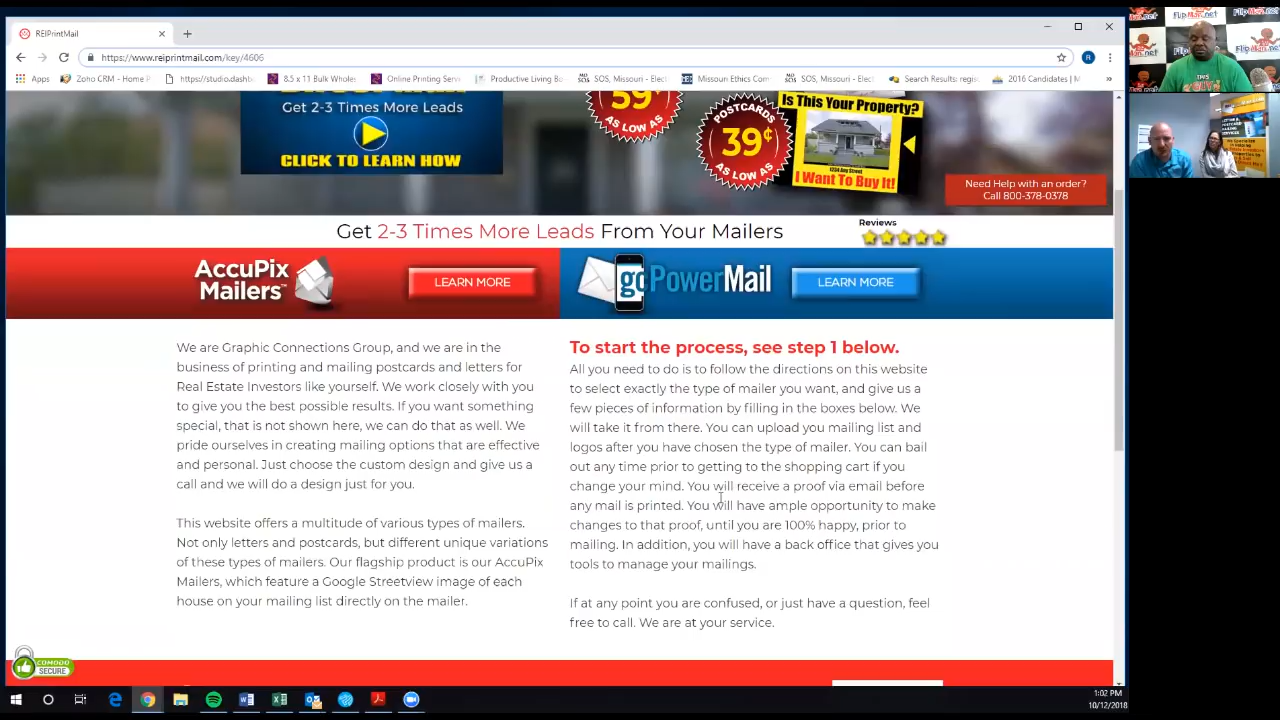 REIPrintMail
https://www.reiprintmail.com/key/4606
R
Apps
Zoho CRM - Home P
https://studio.dashta
8.5 x 11 Bulk Whole
Online Printing Serv
Productive Living Bo
SOS, Missouri - Elect
Missouri Ethics Com
SOS, Missouri - Elec
Search Results: regis
2016 Candidates | M
Get 2-3 Times More Leads
CLICK TO LEARN HOW
59¢
AS LOW AS
POSTCARDS
39¢
AS LOW AS
Is This Your Property?
1234 Any Street
I Want To Buy It!
Need Help with an order?
Call 800-378-0378
Get 2-3 Times More Leads From Your Mailers
Reviews
AccuPix
Mailers™
LEARN MORE
goPowerMail
LEARN MORE
We are Graphic Connections Group, and we are in the
business of printing and mailing postcards and letters for
Real Estate Investors like yourself. We work closely with you
to give you the best possible results. If you want something
special, that is not shown here, we can do that as well. We
pride ourselves in creating mailing options that are effective
and personal. Just choose the custom design and give us a
call and we will do a design just for you.
This website offers a multitude of various types of mailers.
Not only letters and postcards, but different unique variations
of these types of mailers. Our flagship product is our AccuPix
Mailers, which feature a Google Streetview image of each
house on your mailing list directly on the mailer.
To start the process, see step 1 below.
All you need to do is to follow the directions on this website
to select exactly the type of mailer you want, and give us a
few pieces of information by filling in the boxes below. We
will take it from there. You can upload you mailing list and
logos after you have chosen the type of mailer. You can bail
out any time prior to getting to the shopping cart if you
change your mind. You will receive a proof via email before
any mail is printed. You will have ample opportunity to make
changes to that proof, until you are 100% happy, prior to
mailing. In addition, you will have a back office that gives you
tools to manage your mailings.
If at any point you are confused, or just have a question, feel
free to call. We are at your service.
COMODO
SECURE
1:02 PM
10/12/2018
FlipMan.net